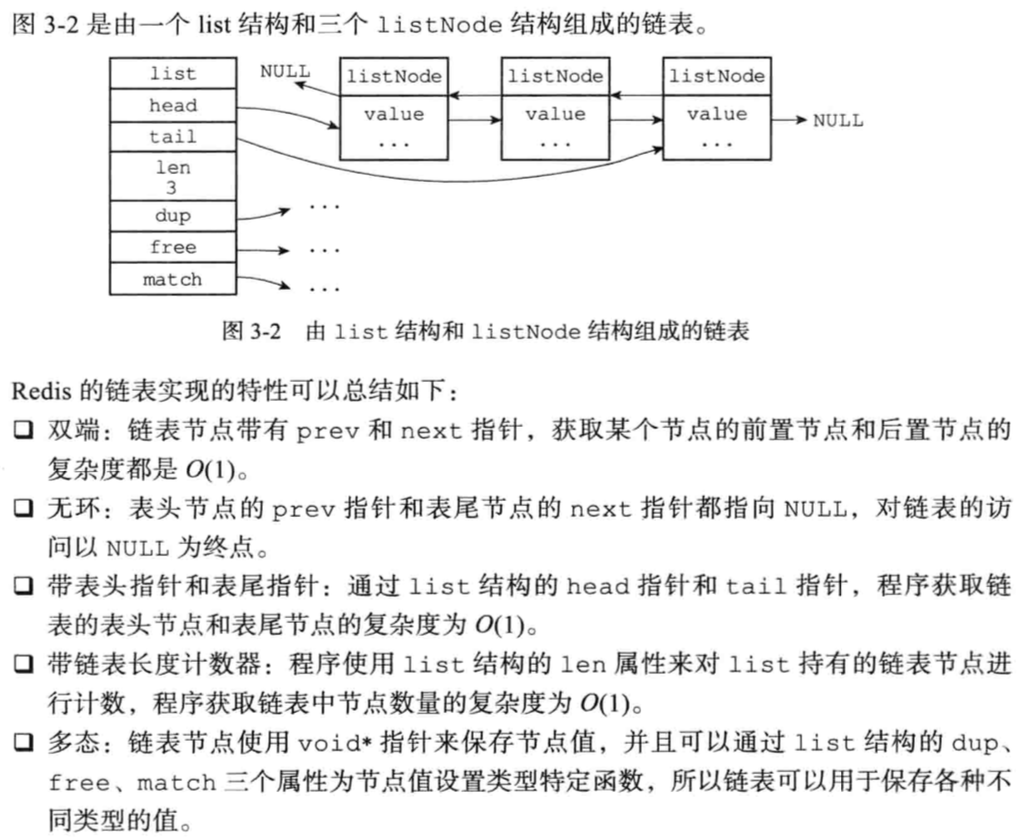 图 3-2 是由一个 list 结构和三个 listNode 结构组成的链表。
list
head
tail
len
3
dup
free
match
NULL
listNode
value
...
listNode
value
...
listNode
value
...
NULL
...
...
...
图 3-2 由 list 结构和 listNode 结构组成的链表
Redis 的链表实现的特性可以总结如下：
❑ 双端：链表节点带有 prev 和 next 指针，获取某个节点的前置节点和后置节点的
复杂度都是 O(1)。
❑ 无环：表头节点的 prev 指针和表尾节点的 next 指针都指向 NULL，对链表的访
问以 NULL 为终点。
❑ 带表头指针和表尾指针：通过 list 结构的 head 指针和 tail 指针，程序获取链
表的表头节点和表尾节点的复杂度为 O(1)。
❑ 带链表长度计数器：程序使用 list 结构的 len 属性来对 list 持有的链表节点进
行计数，程序获取链表中节点数量的复杂度为 O(1)。
❑ 多态：链表节点使用 void* 指针来保存节点值，并且可以通过 list 结构的 dup、
free、match 三个属性为节点值设置类型特定函数，所以链表可以用于保存各种不
同类型的值。